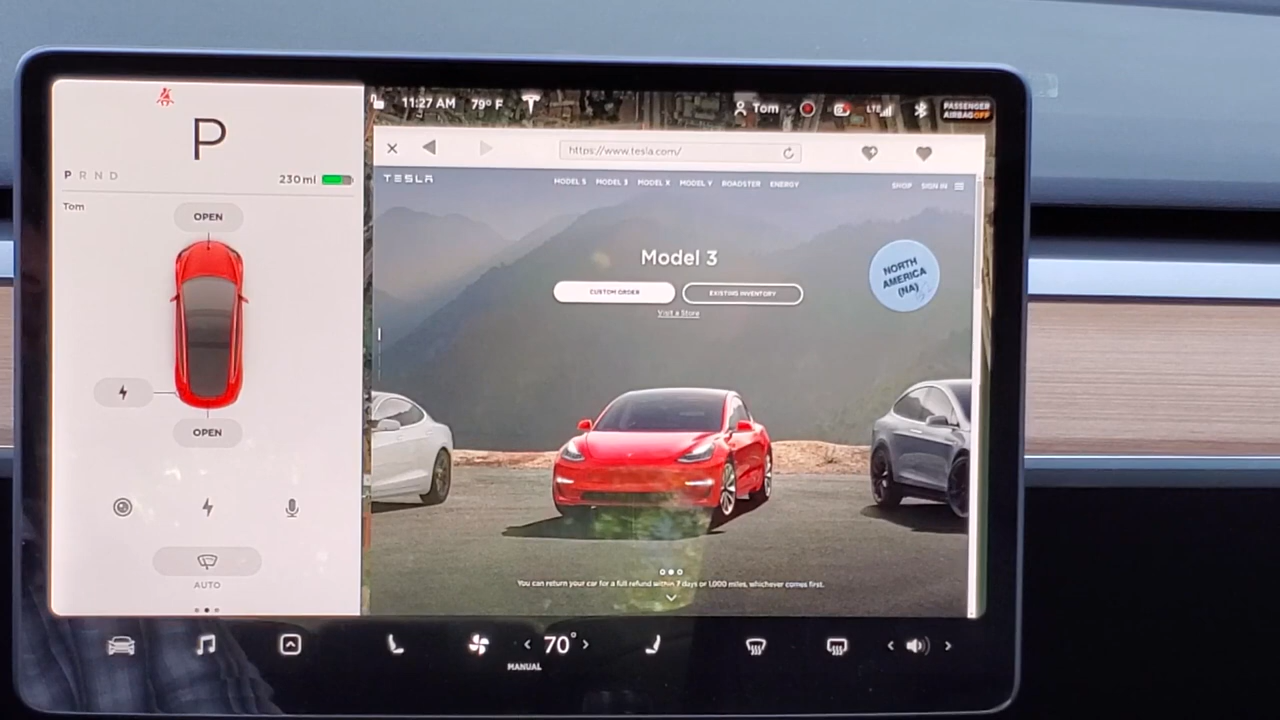 P
P R N D
230 mi
Tom
OPEN
OPEN
AUTO
11:27 AM 79° F
Tom
LTE
PASSENGER
AIRBAG OFF
https://www.tesla.com/
TESLA
MODEL S MODEL 3 MODEL X MODEL Y ROADSTER ENERGY
SHOP SIGN IN
Model 3
CUSTOM ORDER
EXISTING INVENTORY
Visit a Store
NORTH
AMERICA
(NA)
You can return your car for a full refund within 7 days or 1,000 miles, whichever comes first.
70°
MANUAL